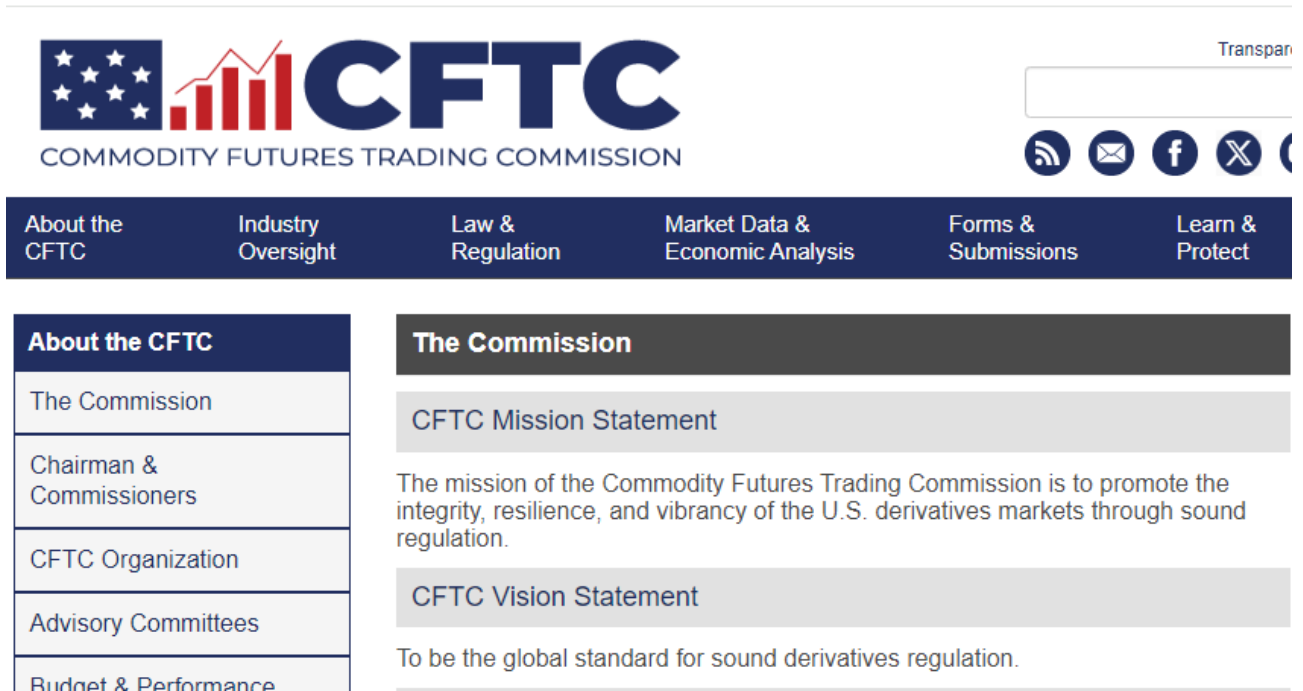 Transpar
CFTC
COMMODITY FUTURES TRADING COMMISSION
About the
CFTC
Industry
Oversight
Law &
Regulation
Market Data &
Economic Analysis
Forms &
Submissions
Learn &
Protect
About the CFTC
The Commission
Chairman &
Commissioners
CFTC Organization
Advisory Committees
Budget & Performance
The Commission
CFTC Mission Statement
The mission of the Commodity Futures Trading Commission is to promote the
integrity, resilience, and vibrancy of the U.S. derivatives markets through sound
regulation.
CFTC Vision Statement
To be the global standard for sound derivatives regulation.